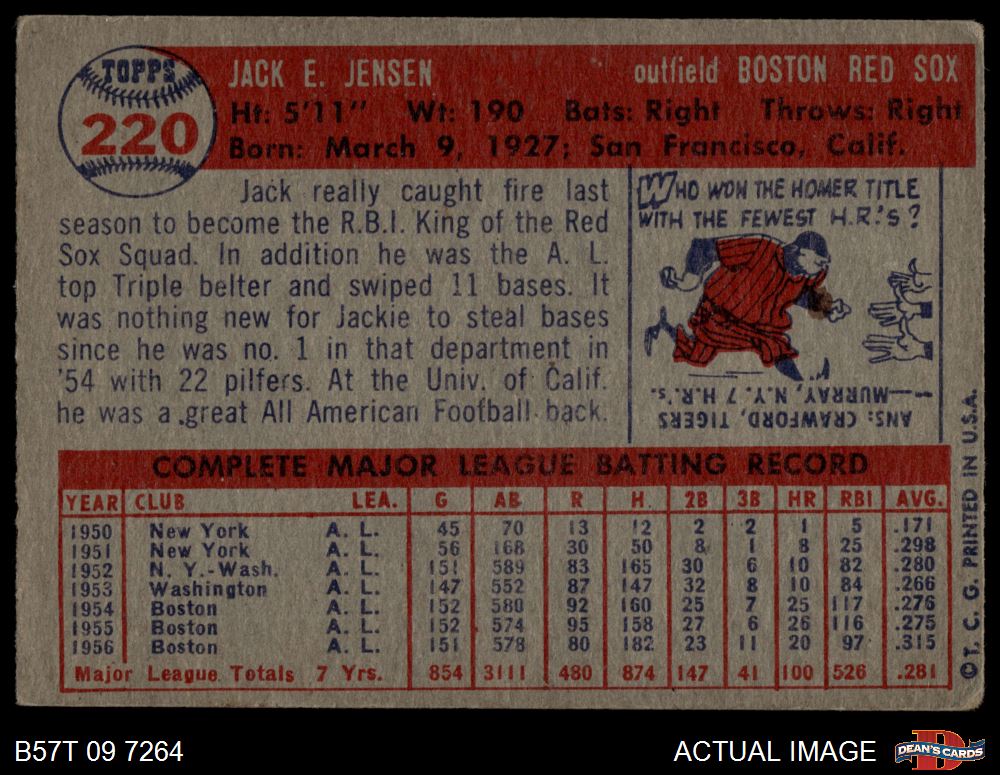 TOPPS
220
JACK E. JENSEN outfield BOSTON RED SOX
Ht: 5'11" Wt: 190 Bats: Right Throws: Right
Born: March 9, 1927; San Francisco, Calif.
Jack really caught fire last
season to become the R.B.I. King of the Red
Sox Squad. In addition he was the A. L.
top Triple belter and swiped 11 bases. It
was nothing new for Jackie to steal bases
since he was no. 1 in that department in
'54 with 22 pilfers. At the Univ. of Calif.
he was a great All American Football back.
WHO WON THE HOMER TITLE
WITH THE FEWEST H.R.'S?
ANS: CRAWFORD, TIGERS
—MURRAY, N.Y. 7 H.R.'s.
COMPLETE MAJOR LEAGUE BATTING RECORD
YEAR CLUB LEA. G AB R H 2B 3B HR RBI AVG.
1950 New York A. L. 45 70 13 12 2 2 1 5 .171
1951 New York A. L. 56 168 30 50 8 1 8 25 .298
1952 N. Y.-Wash. A. L. 151 589 83 165 30 6 10 82 .280
1953 Washington A. L. 147 552 87 147 32 8 10 84 .266
1954 Boston A. L. 152 580 92 160 25 7 25 117 .276
1955 Boston A. L. 152 574 95 158 27 6 26 116 .275
1956 Boston A. L. 151 578 80 182 23 11 20 97 .315
Major League Totals 7 Yrs. 854 3111 480 874 147 41 100 526 .281
© T. C. G. PRINTED IN U.S.A.
B57T 09 7264
ACTUAL IMAGE
DEAN'S CARDS